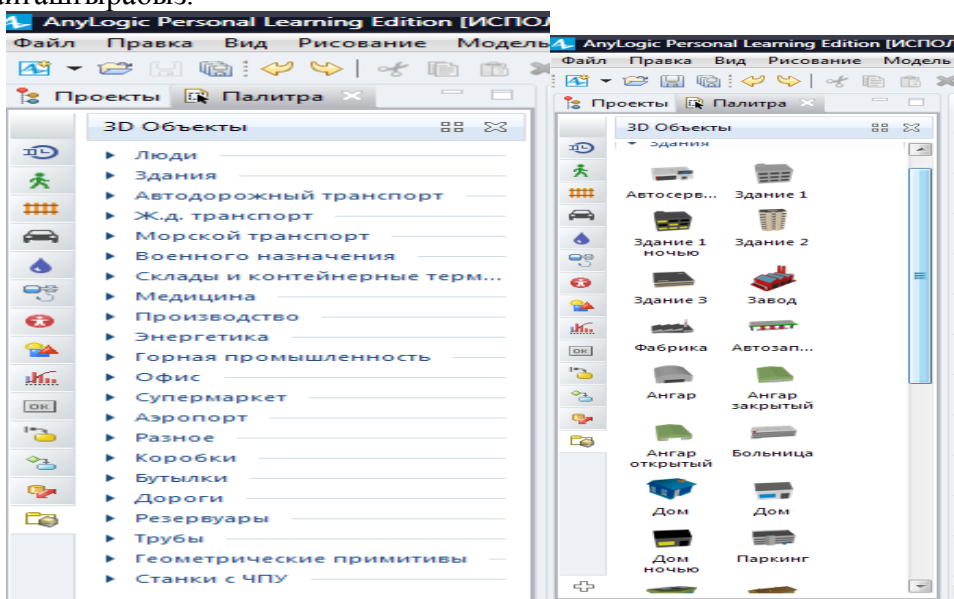 AnyLogic Personal Learning Edition [ИСПОЛ
Файл Правка Вид Рисование Модель
Проекты Палитра
3D Объекты
Люди
Здания
Автодорожный транспорт
Ж.д. транспорт
Морской транспорт
Военного назначения
Склады и контейнерные терм...
Медицина
Производство
Энергетика
Горная промышленность
Офис
Супермаркет
Аэропорт
Разное
Коробки
Бутылки
Дороги
Резервуары
Трубы
Геометрические примитивы
Станки с ЧПУ
OK
AnyLogic Personal Learning Edition [ИСПОЛ
Файл Правка Вид Рисование Модель
Проекты Палитра
3D Объекты
Здания
Автосерв... Здание 1
Здание 1 Здание 2
ночью
Здание 3 Завод
Фабрика Автозап...
Ангар Ангар
закрытый
Ангар Больница
открытый
Дом Дом
Дом Паркинг
ночью
OK